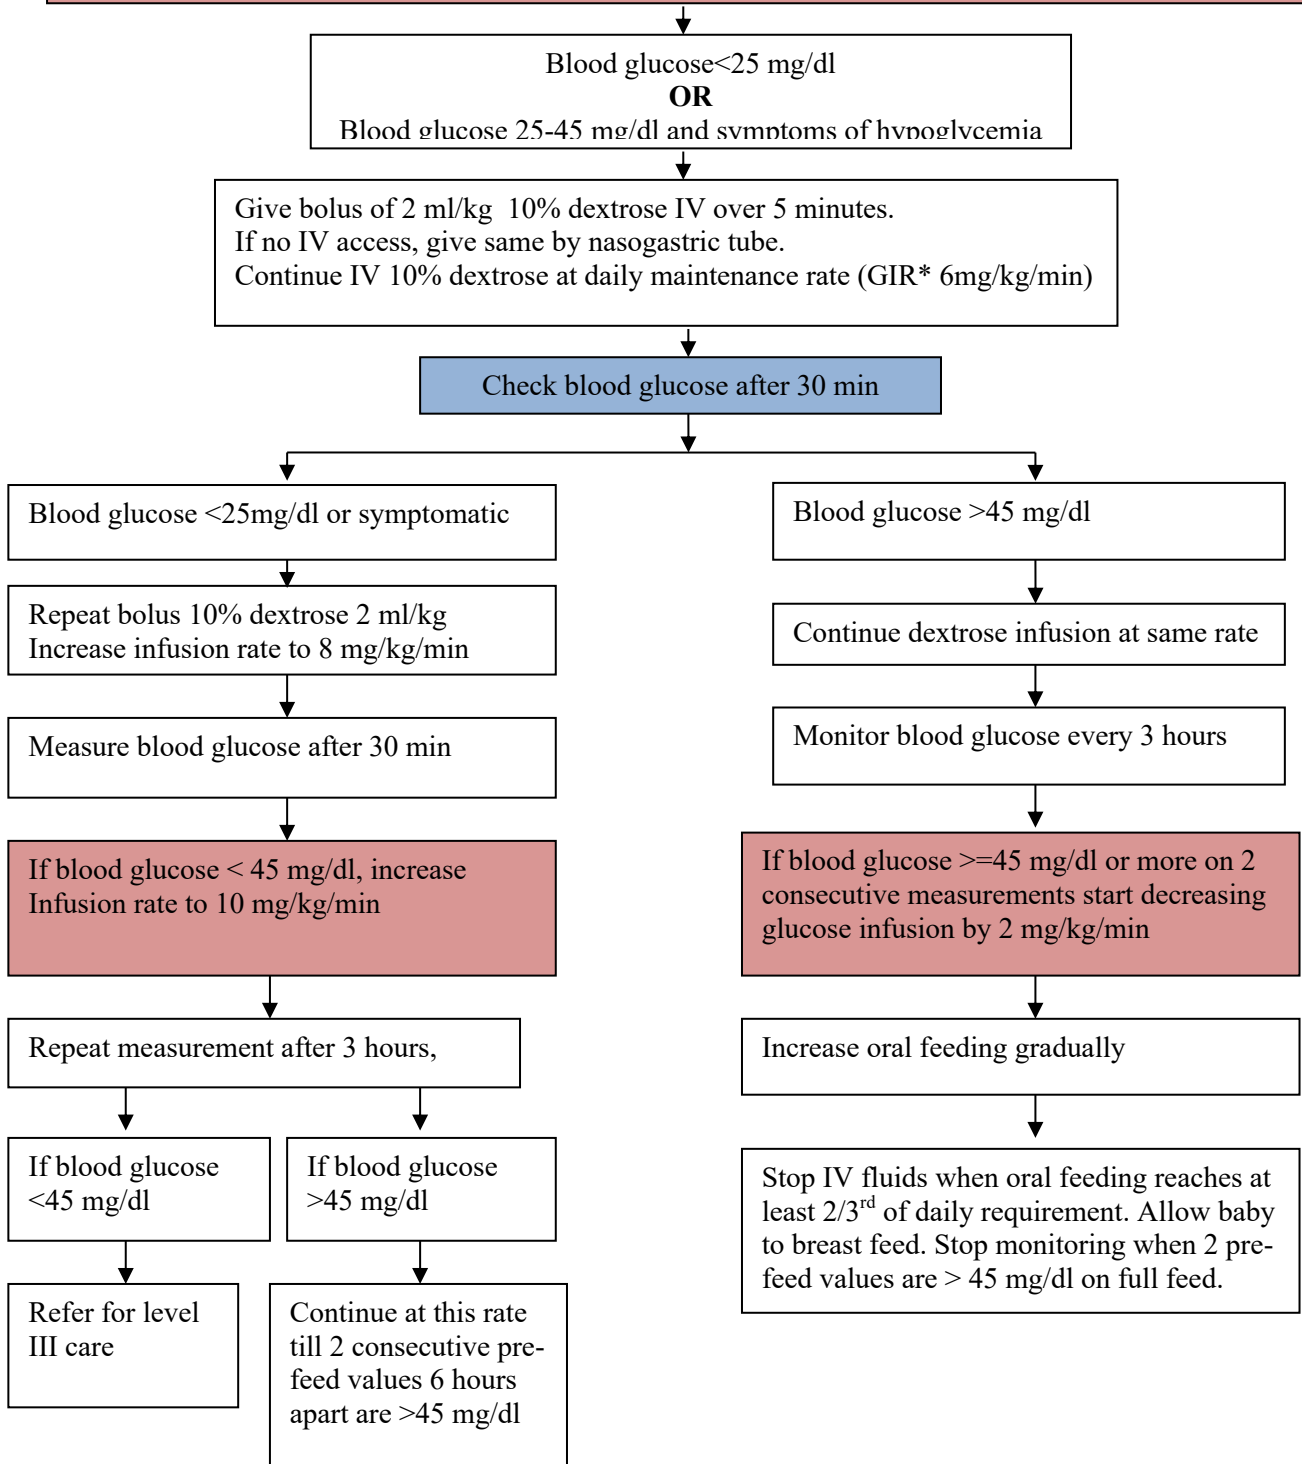 Blood glucose<25 mg/dl
OR
Blood glucose 25-45 mg/dl and symptoms of hypoglycemia
Give bolus of 2 ml/kg  10% dextrose IV over 5 minutes.
If no IV access, give same by nasogastric tube.
Continue IV 10% dextrose at daily maintenance rate (GIR* 6mg/kg/min)
Check blood glucose after 30 min
Blood glucose <25mg/dl or symptomatic
Repeat bolus 10% dextrose 2 ml/kg
Increase infusion rate to 8 mg/kg/min
Measure blood glucose after 30 min
If blood glucose < 45 mg/dl, increase
Infusion rate to 10 mg/kg/min
Repeat measurement after 3 hours,
If blood glucose
<45 mg/dl
Refer for level
III care
If blood glucose
>45 mg/dl
Continue at this rate
till 2 consecutive pre-
feed values 6 hours
apart are >45 mg/dl
Blood glucose >45 mg/dl
Continue dextrose infusion at same rate
Monitor blood glucose every 3 hours
If blood glucose >=45 mg/dl or more on 2
consecutive measurements start decreasing
glucose infusion by 2 mg/kg/min
Increase oral feeding gradually
Stop IV fluids when oral feeding reaches at
least 2/3rd of daily requirement. Allow baby
to breast feed. Stop monitoring when 2 pre-
feed values are > 45 mg/dl on full feed.